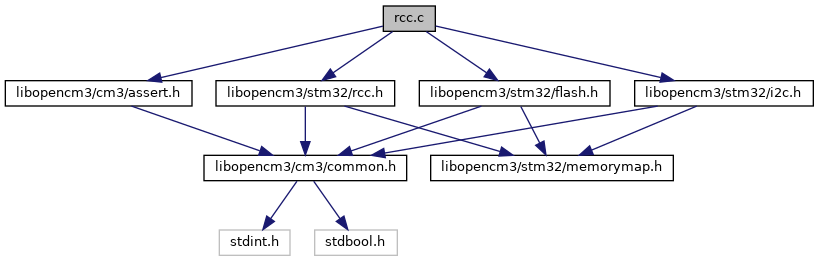 rcc.c
libopencm3/cm3/assert.h
libopencm3/stm32/rcc.h
libopencm3/stm32/flash.h
libopencm3/stm32/i2c.h
libopencm3/cm3/common.h
libopencm3/stm32/memorymap.h
stdint.h
stdbool.h